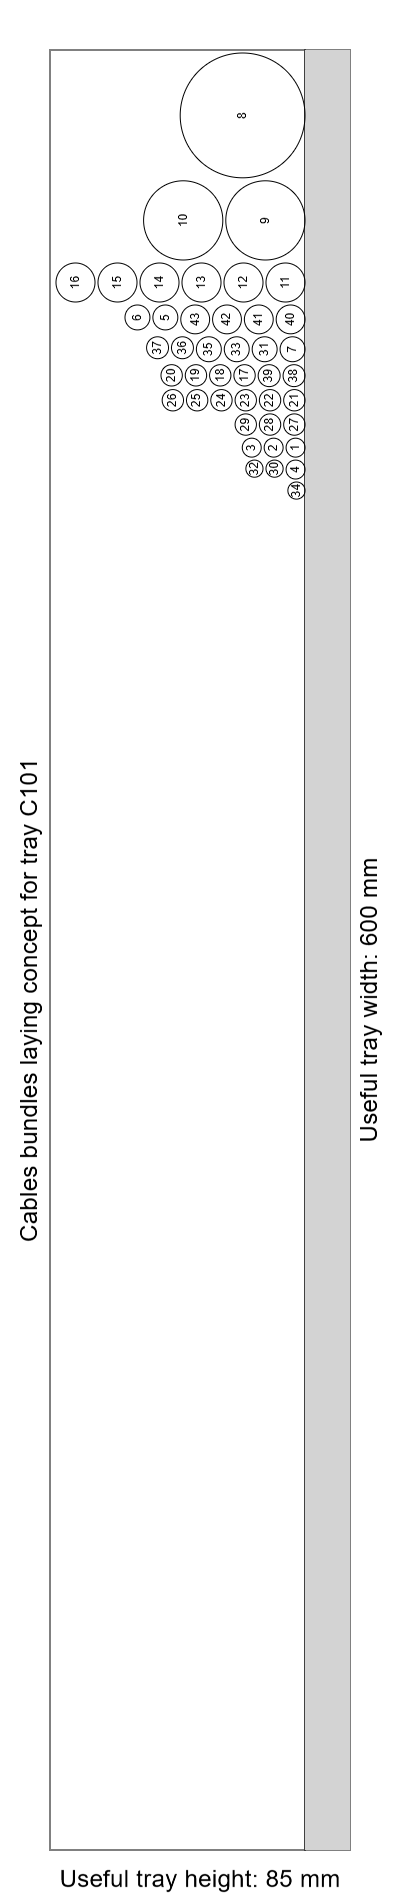 8
10 9
16 15 14 13 12 11
6 5 43 42 41 40
37 36 35 33 31 7
20 19 18 17 39 38
26 25 24 23 22 21
29 28 27
3 2 1
32 30 4
34
Cables bundles laying concept for tray C101
Useful tray width: 600 mm
Useful tray height: 85 mm